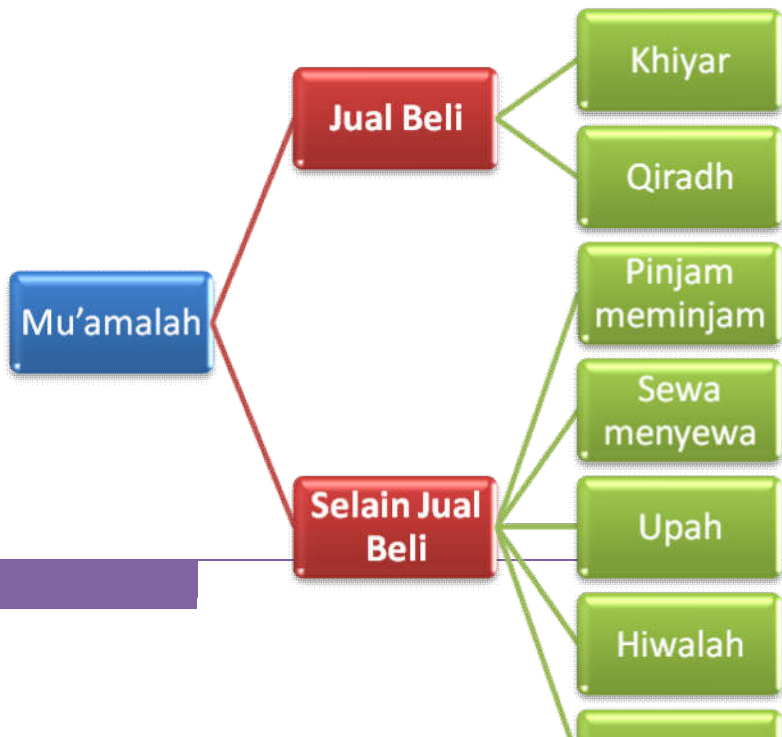 Mu'amalah
Jual Beli
Khiyar
Qiradh
Selain Jual
Beli
Pinjam
meminjam
Sewa
menyewa
Upah
Hiwalah